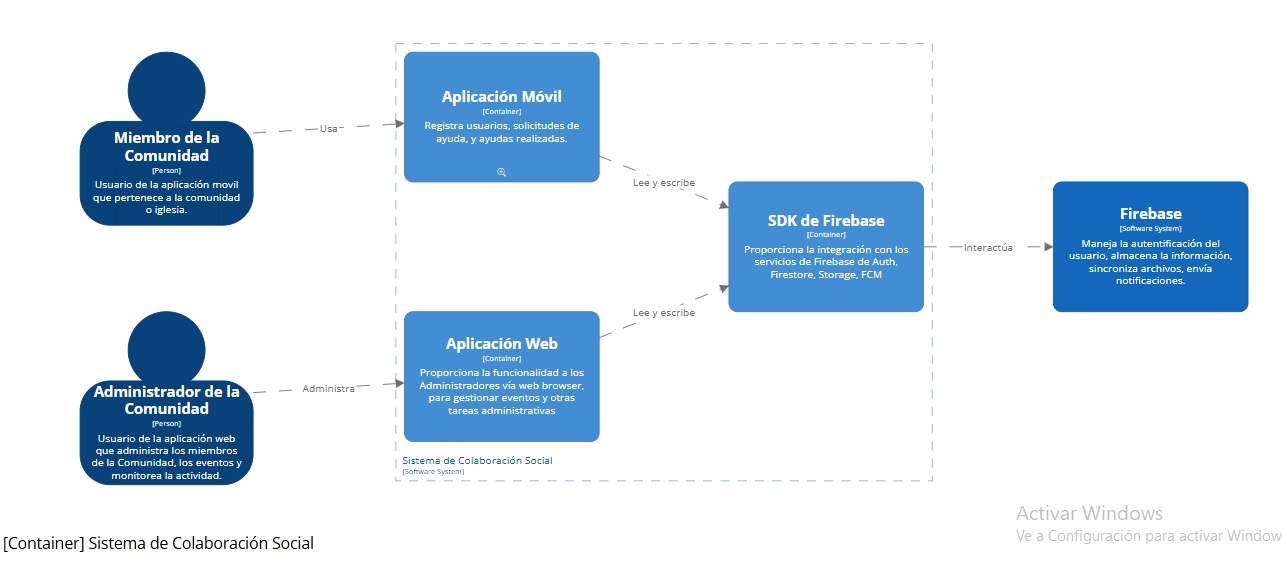 Miembro de la
Comunidad
[Person]
Usuario de la aplicación movil
que pertenece a la comunidad
o iglesia.
Usa
Aplicación Móvil
[Container]
Registra usuarios, solicitudes de
ayuda, y ayudas realizadas.
Lee y escribe
SDK de Firebase
[Container]
Proporciona la integración con los
servicios de Firebase de Auth,
Firestore, Storage, FCM
Interactúa
Firebase
[Software System]
Maneja la autentificación del
usuario, almacena la información,
sincroniza archivos, envía
notificaciones.
Administrador de la
Comunidad
[Person]
Usuario de la aplicación web
que administra los miembros
de la Comunidad, los eventos y
monitorea la actividad.
Administra
Aplicación Web
[Container]
Proporciona la funcionalidad a los
Administradores vía web browser,
para gestionar eventos y otras
tareas administrativas
Lee y escribe
Sistema de Colaboración Social
[Software System]
Activar Windows
Ve a Configuración para activar Window
[Container] Sistema de Colaboración Social